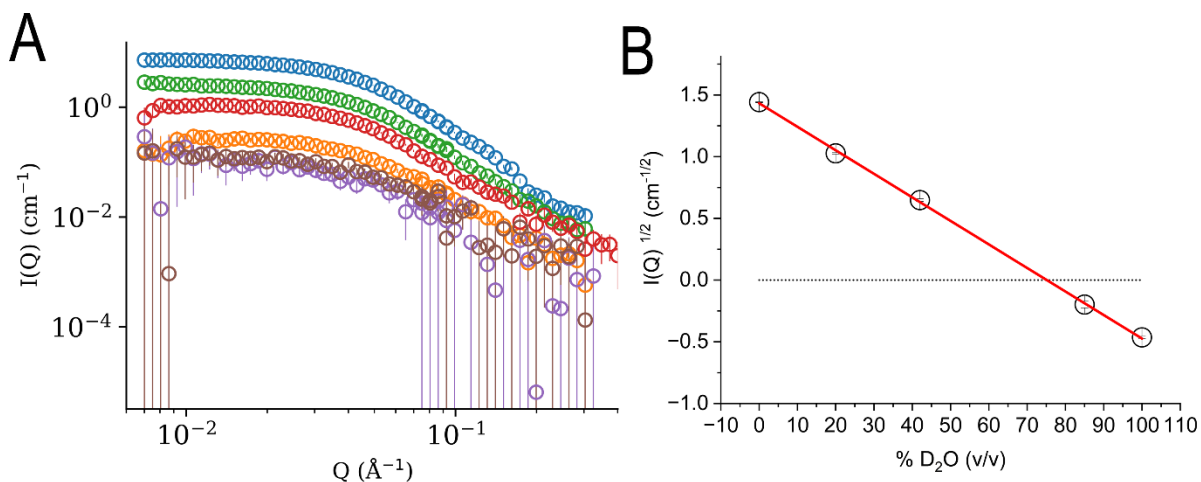 A
I(Q) (cm⁻¹)
10⁰
10⁻²
10⁻⁴
10⁻² 10⁻¹
Q (Å⁻¹)
B
I(Q) ¹/² (cm⁻¹/²)
1.5
1.0
0.5
0.0
−0.5
−1.0
−10 0 10 20 30 40 50 60 70 80 90 100 110
% D₂O (v/v)